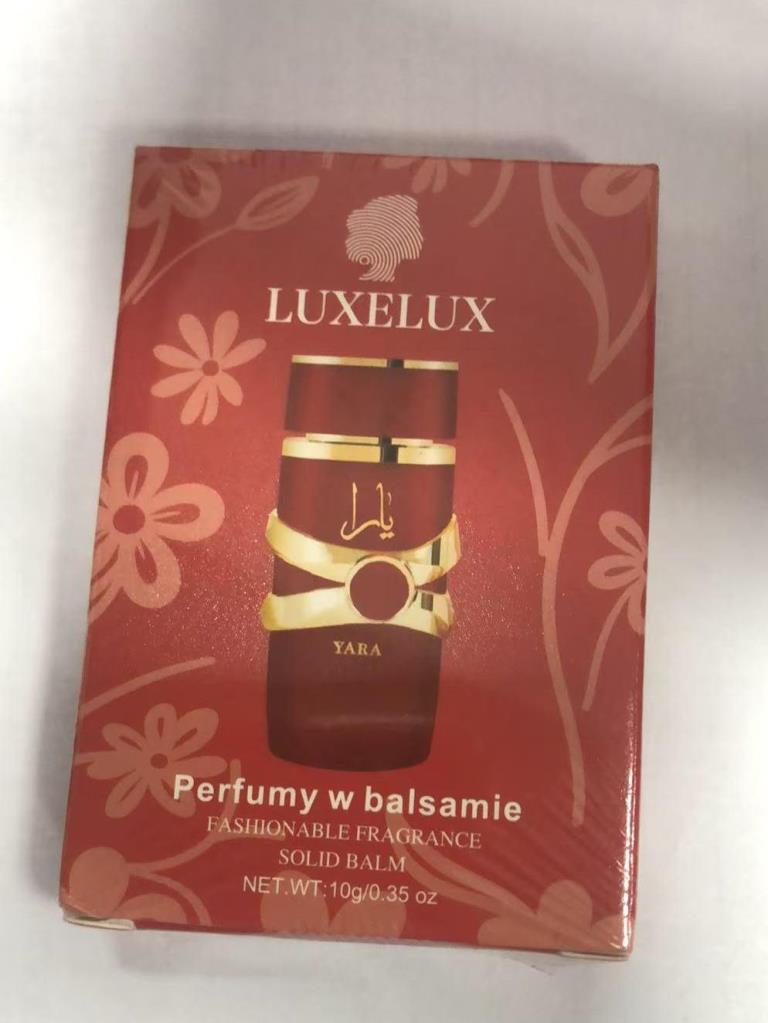 LUXELUX
يارا
YARA
Perfumy w balsamie
FASHIONABLE FRAGRANCE
SOLID BALM
NET.WT:10g/0.35 oz